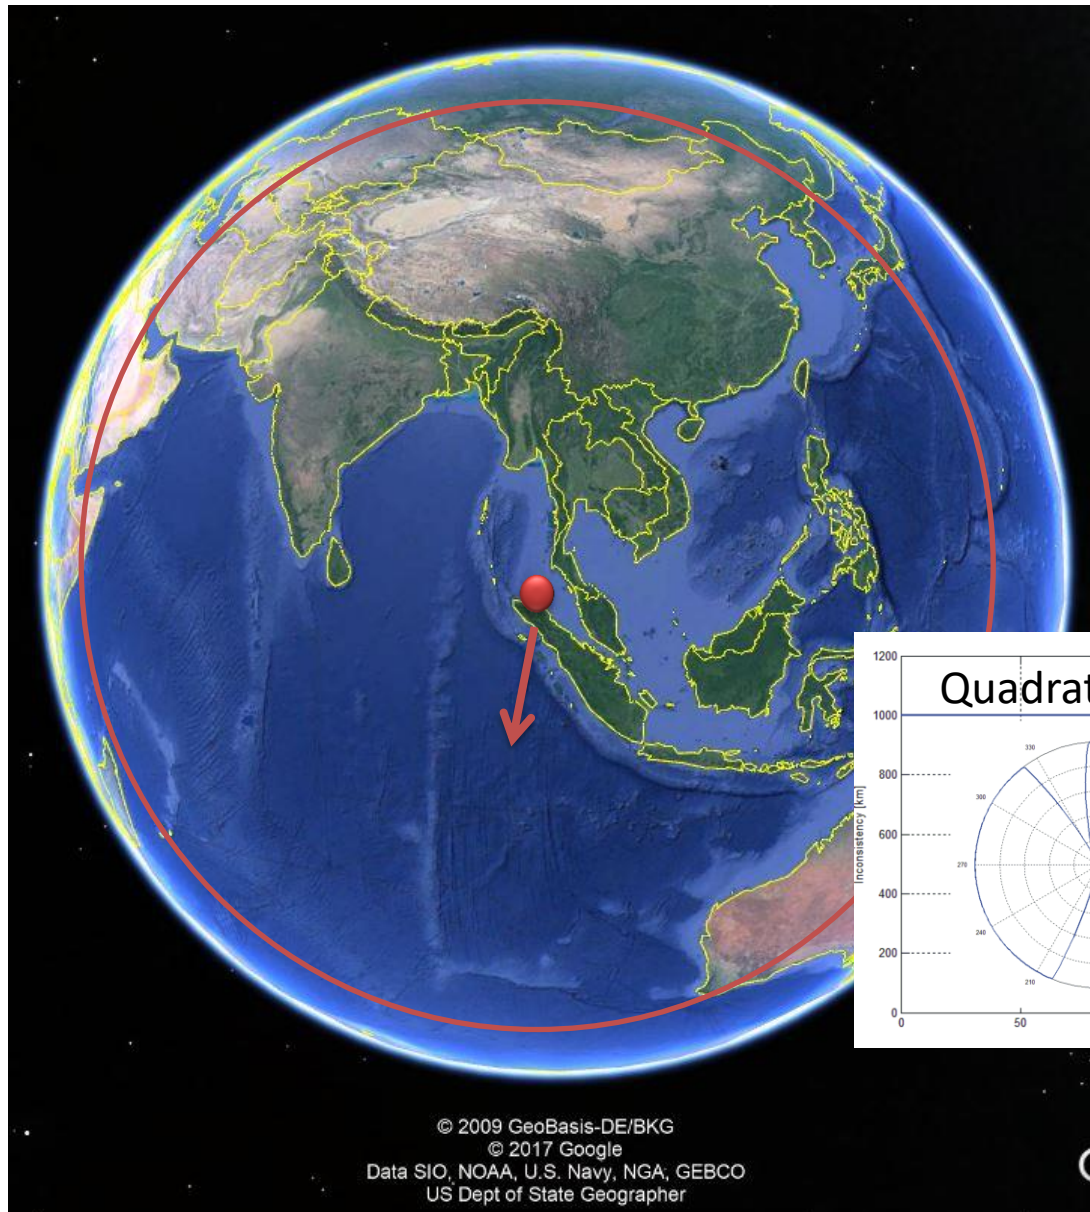 1200
Quadrat
1000
800
600
400
200
0
Inconsistency [km]
330
300
270
240
210
0
50
© 2009 GeoBasis-DE/BKG
© 2017 Google
Data SIO, NOAA, U.S. Navy, NGA, GEBCO
US Dept of State Geographer